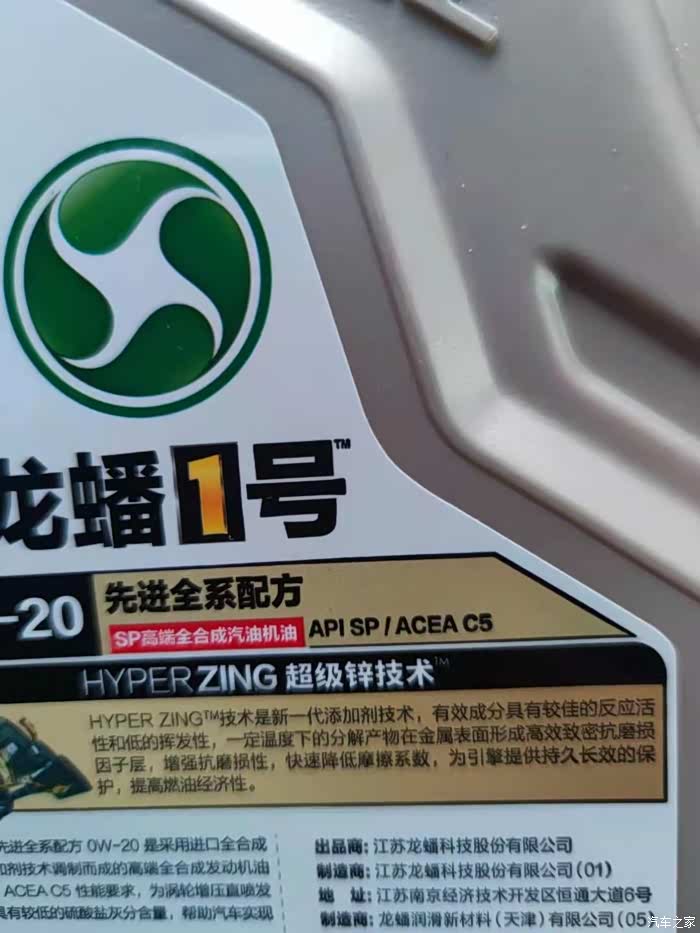 龙蟠1号™
-20
先进全系配方
SP高端全合成汽油机油 API SP / ACEA C5
HYPER ZING 超级锌技术™
HYPER ZING™技术是新一代添加剂技术，有效成分具有较佳的反应活
性和低的挥发性，一定温度下的分解产物在金属表面形成高效致密抗磨损
因子层，增强抗磨损性，快速降低摩擦系数，为引擎提供持久长效的保
护，提高燃油经济性。
先进全系配方 0W-20 是采用进口全合成
加剂技术调制而成的高端全合成发动机油
ACEA C5 性能要求，为涡轮增压直喷发
具有较低的硫酸盐灰分含量，帮助汽车实现
出品商：江苏龙蟠科技股份有限公司
制造商：江苏龙蟠科技股份有限公司（01）
地 址：江苏南京经济技术开发区恒通大道6号
制造商：龙蟠润滑新材料（天津）有限公司（05）
汽车之家